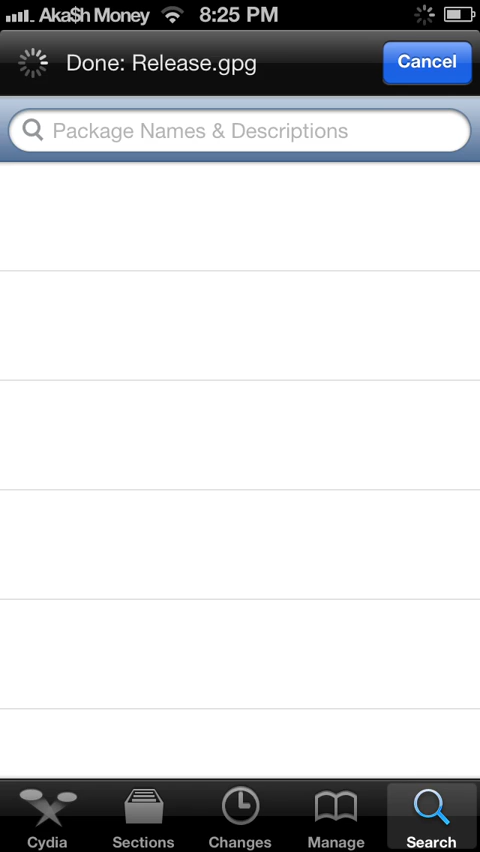 Aka$h Money 8:25 PM
Done: Release.gpg Cancel
Package Names & Descriptions
Cydia Sections Changes Manage Search